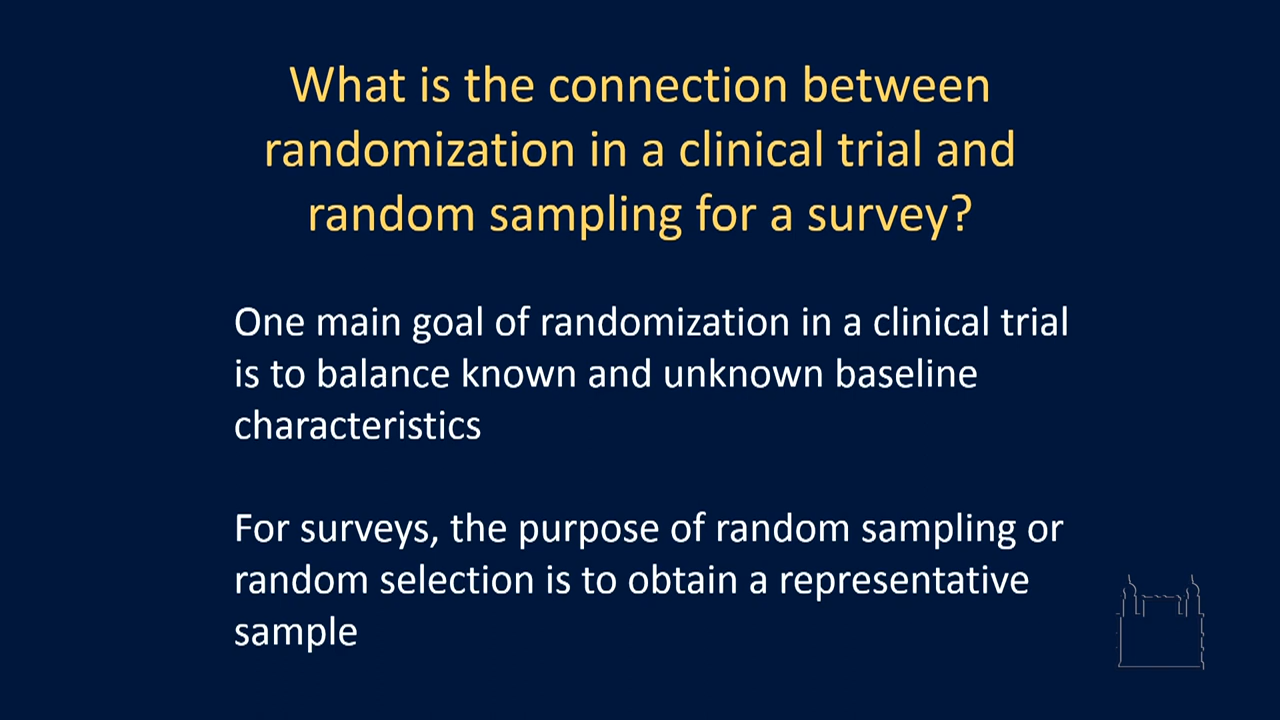 What is the connection between
randomization in a clinical trial and
random sampling for a survey?
One main goal of randomization in a clinical trial
is to balance known and unknown baseline
characteristics
For surveys, the purpose of random sampling or
random selection is to obtain a representative
sample